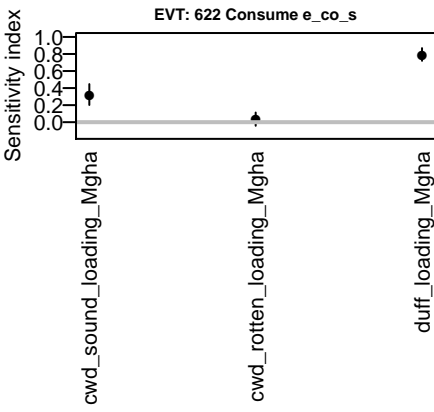 EVT: 622 Consume e_co_s
Sensitivity index
1.0
0.8
0.6
0.4
0.2
0.0
cwd_sound_loading_Mgha
cwd_rotten_loading_Mgha
duff_loading_Mgha